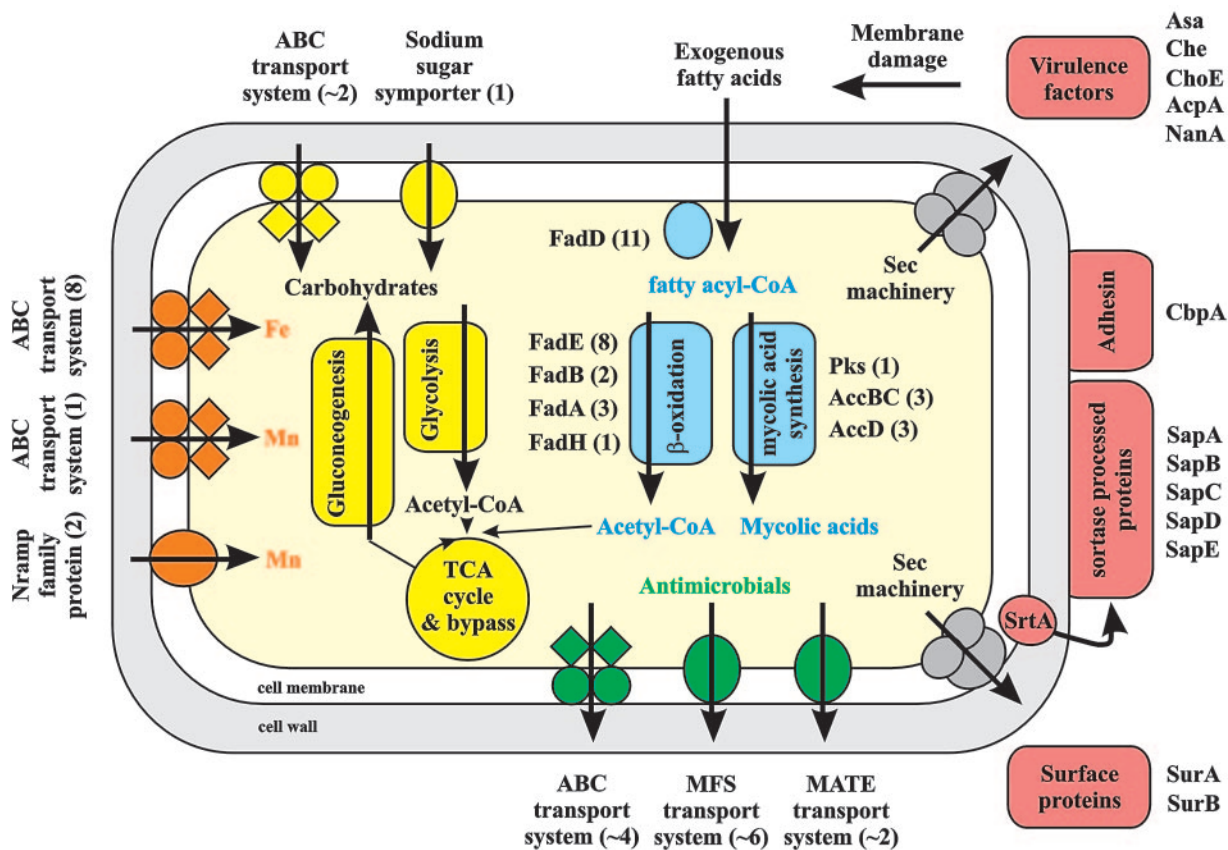 ABC
transport
system (~2)
Sodium
sugar
symporter (1)
Exogenous
fatty acids
Membrane
damage
Virulence
factors
Asa
Che
ChoE
AcpA
NanA
FadD (11)
Sec
machinery
Carbohydrates
fatty acyl-CoA
ABC
transport
system (8)
Fe
ABC
transport
system (1)
Mn
Nramp
family
protein (2)
Mn
Gluconeogenesis
Glycolysis
FadE (8)
FadB (2)
FadA (3)
FadH (1)
β-oxidation
mycolic acid
synthesis
Pks (1)
AccBC (3)
AccD (3)
Adhesin
CbpA
sortase processed
proteins
SapA
SapB
SapC
SapD
SapE
Acetyl-CoA
Acetyl-CoA
Mycolic acids
TCA
cycle
& bypass
Antimicrobials
Sec
machinery
SrtA
cell membrane
cell wall
ABC
transport
system (~4)
MFS
transport
system (~6)
MATE
transport
system (~2)
Surface
proteins
SurA
SurB